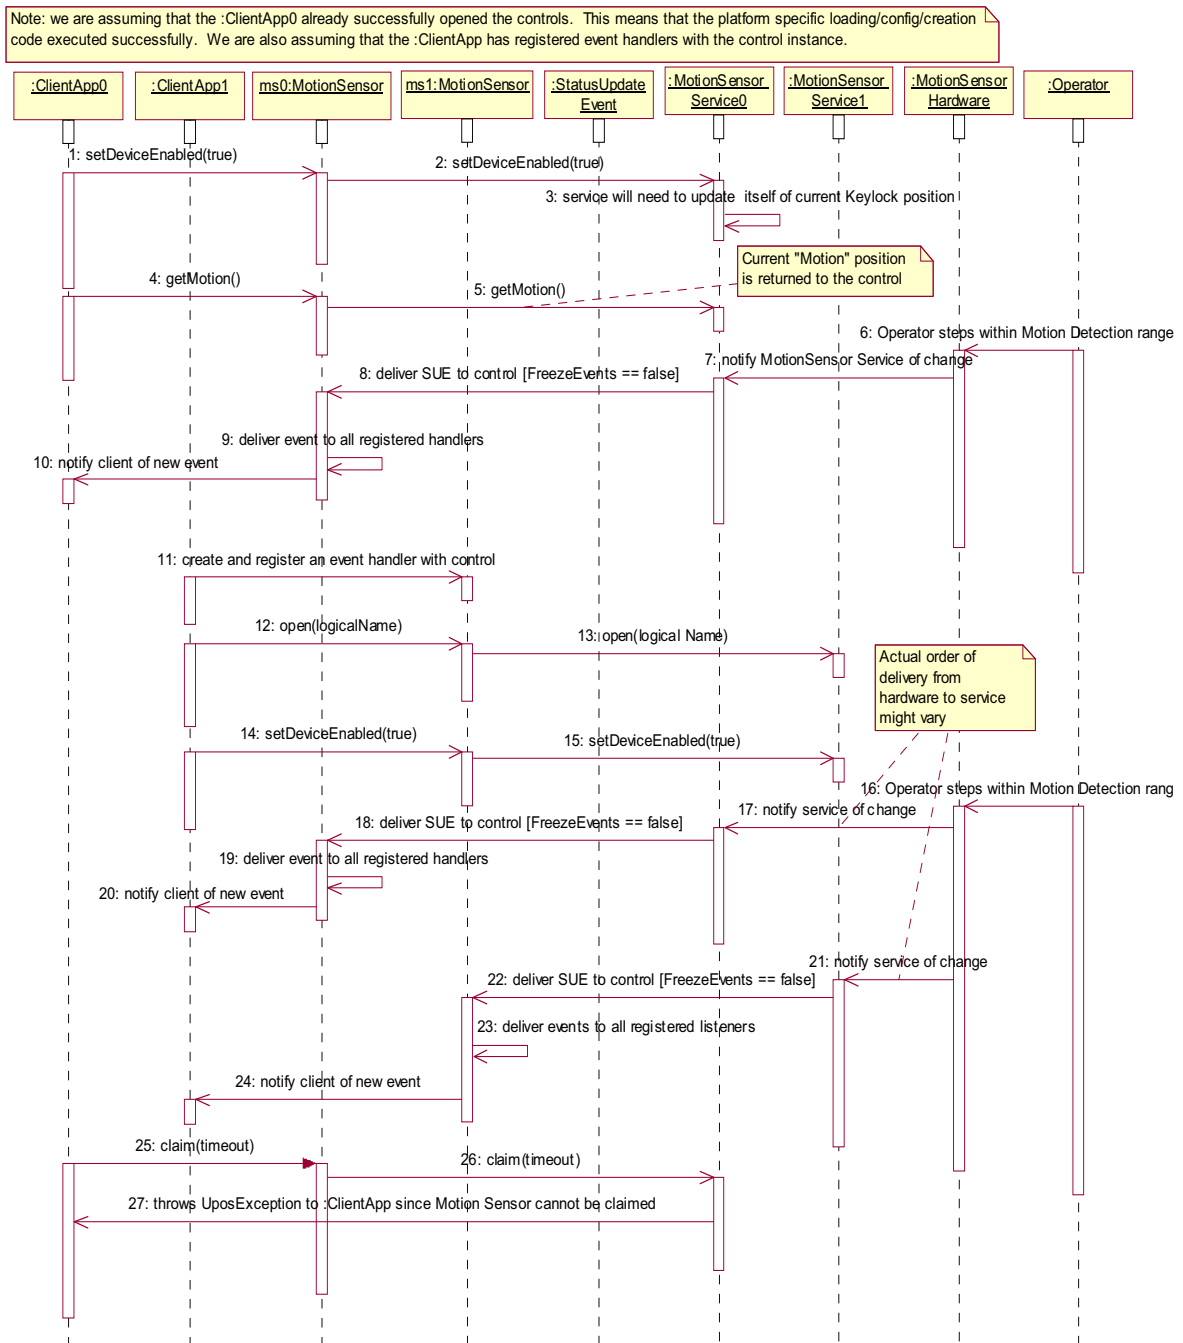 Note: we are assuming that the :ClientApp0 already successfully opened the controls. This means that the platform specific loading/config/creation
code executed successfully. We are also assuming that the :ClientApp has registered event handlers with the control instance.
:ClientApp0
:ClientApp1
ms0:MotionSensor
ms1:MotionSensor
:StatusUpdate
Event
:MotionSensor
Service0
:MotionSensor
Service1
:MotionSensor
Hardware
:Operator
1: setDeviceEnabled(true)
2: setDeviceEnabled(true)
3: service will need to update itself of current Keylock position
Current "Motion" position
is returned to the control
4: getMotion()
5: getMotion()
6: Operator steps within Motion Detection range
7: notify MotionSensor Service of change
8: deliver SUE to control [FreezeEvents == false]
9: deliver event to all registered handlers
10: notify client of new event
11: create and register an event handler with control
12: open(logicalName)
13: open(logical Name)
Actual order of
delivery from
hardware to service
might vary
14: setDeviceEnabled(true)
15: setDeviceEnabled(true)
16: Operator steps within Motion Detection rang
17: notify service of change
18: deliver SUE to control [FreezeEvents == false]
19: deliver event to all registered handlers
20: notify client of new event
21: notify service of change
22: deliver SUE to control [FreezeEvents == false]
23: deliver events to all registered listeners
24: notify client of new event
25: claim(timeout)
26: claim(timeout)
27: throws UposException to :ClientApp since Motion Sensor cannot be claimed